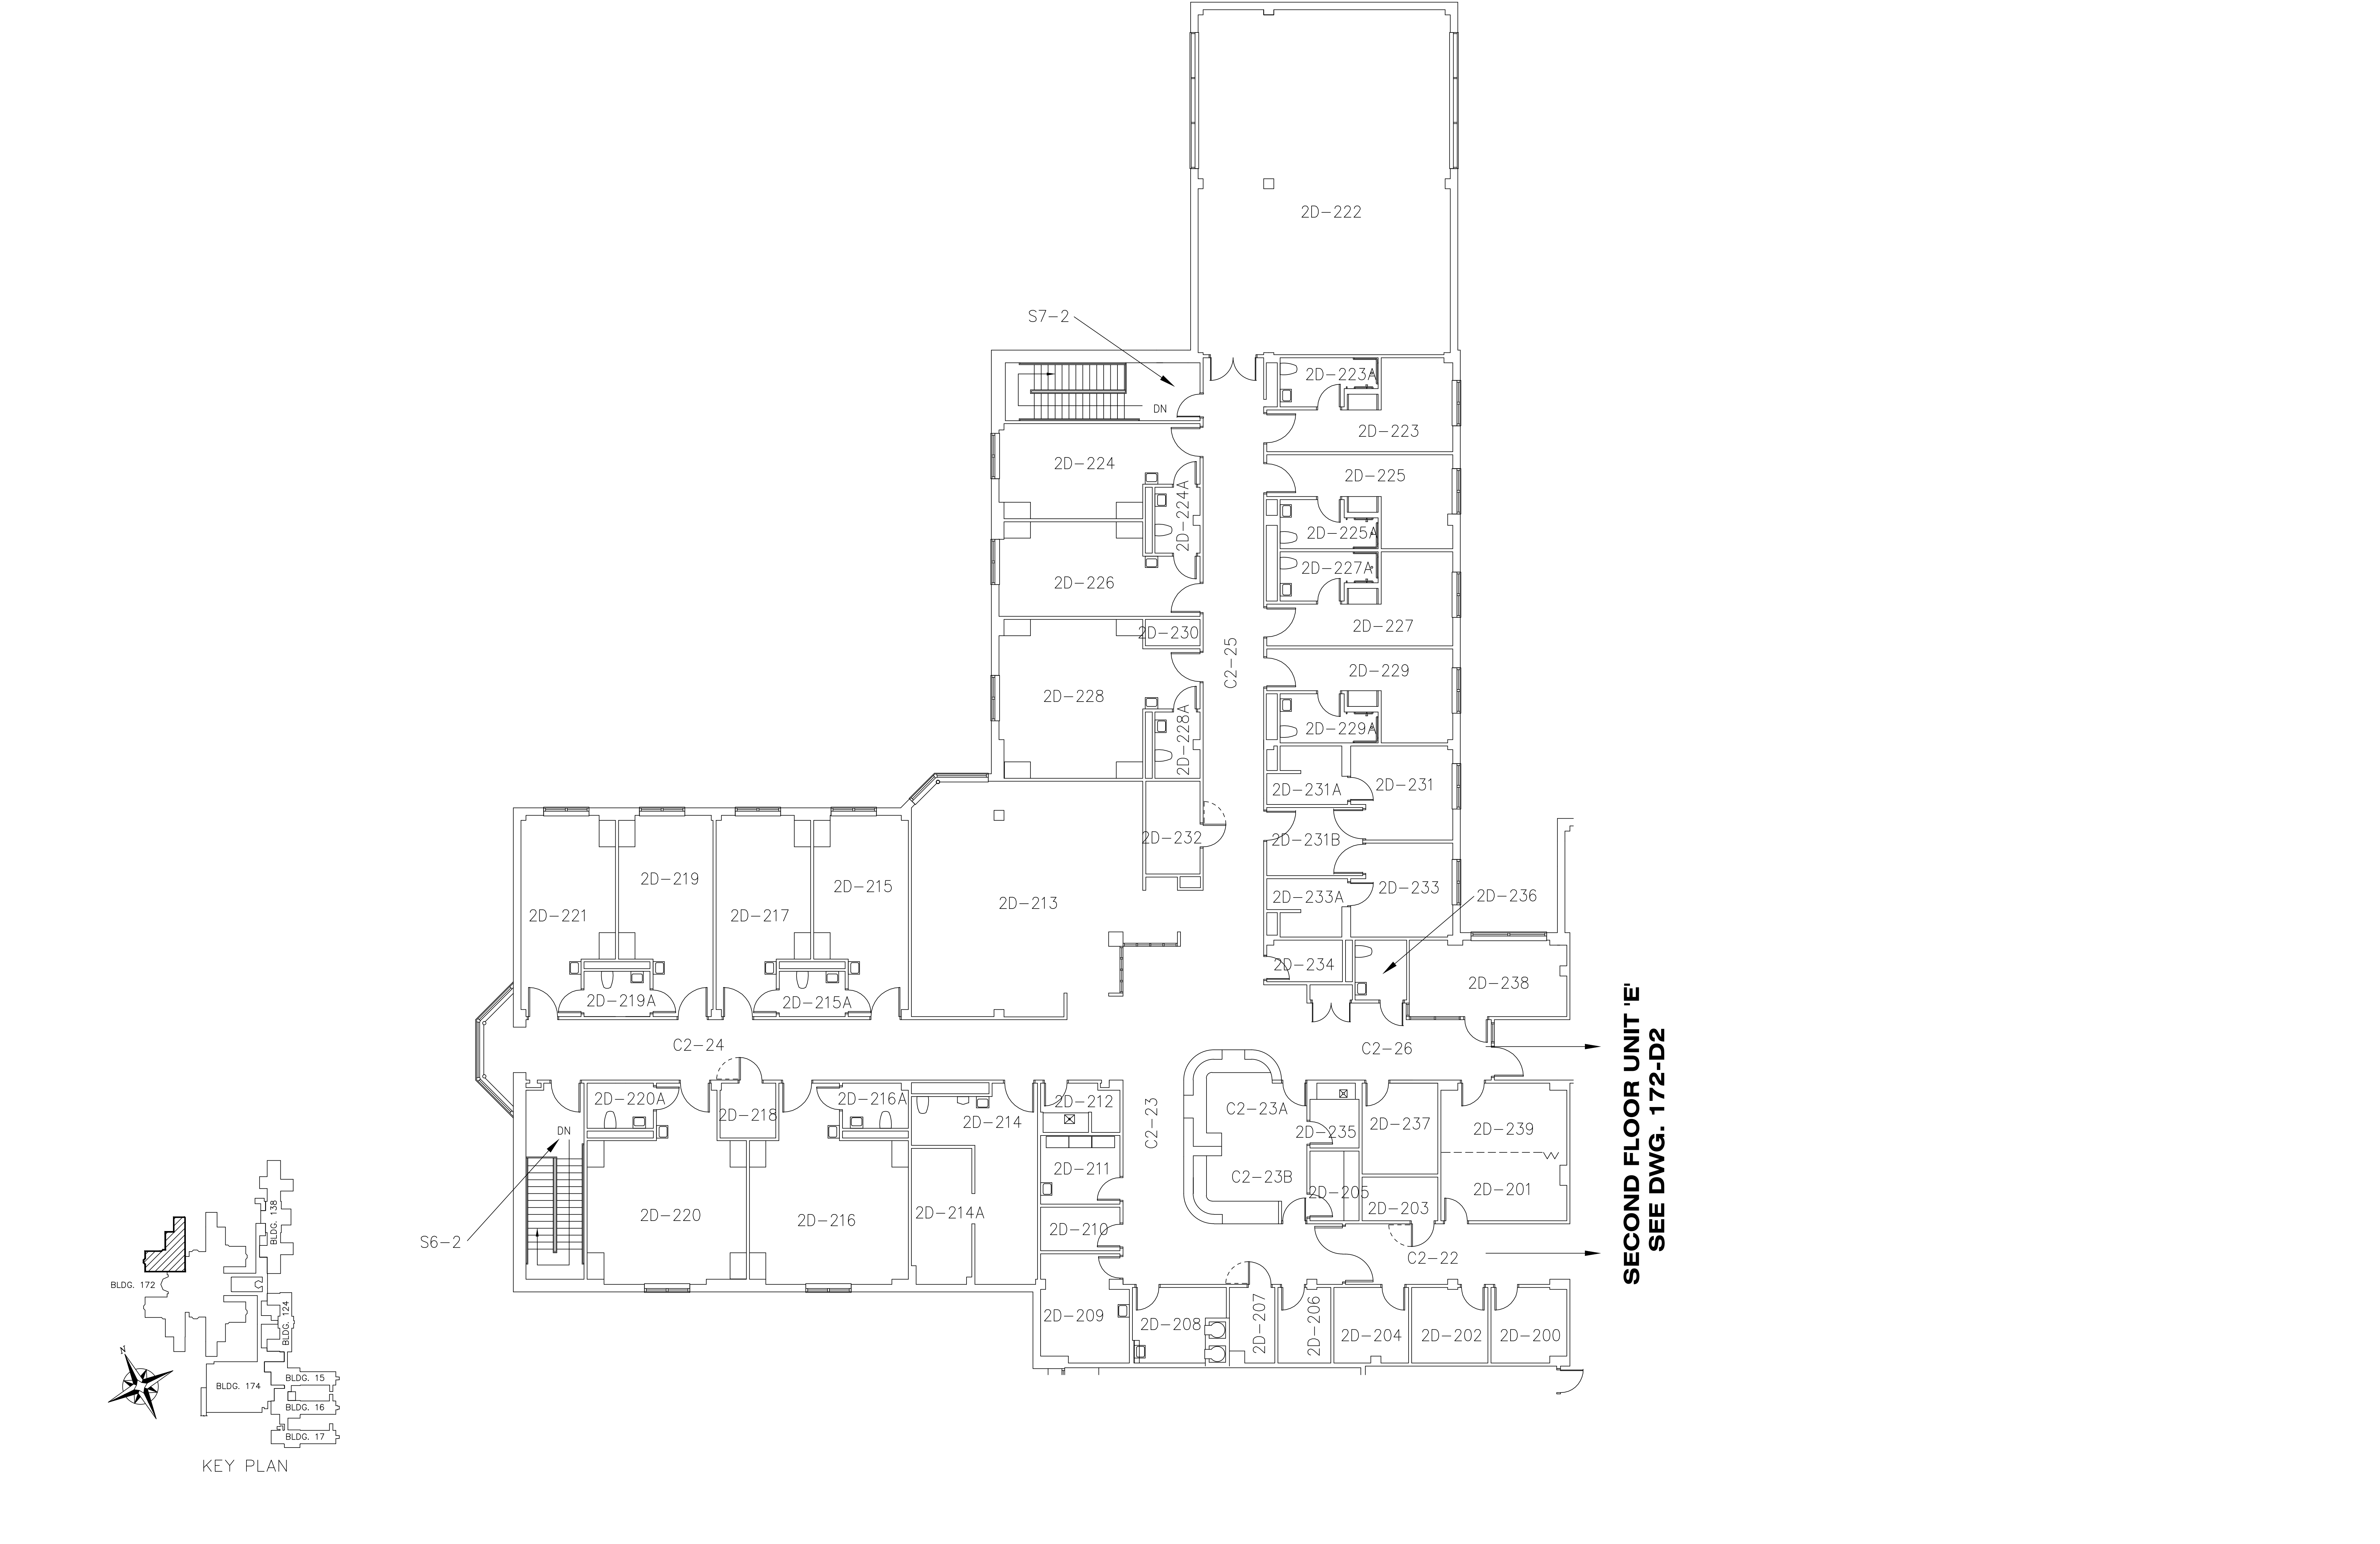 2D-222
S7-2
2D-223A
DN
2D-223
2D-224
2D-225
2D-224A
2D-225A
2D-227A
2D-226
2D-227
2D-230
C2-25
2D-229
2D-228
2D-228A
2D-229A
2D-231A
2D-231
2D-232
2D-231B
2D-219
2D-215
2D-233
2D-236
2D-233A
2D-213
2D-221
2D-217
2D-234
2D-238
2D-219A
2D-215A
C2-24
C2-26
SECOND FLOOR UNIT 'E'
SEE DWG. 172-D2
2D-220A
2D-216A
2D-212
2D-218
2D-214
C2-23
C2-23A
2D-235
2D-237
2D-239
DN
2D-211
C2-23B
2D-205
2D-201
2D-203
2D-220
2D-216
2D-214A
2D-210
S6-2
C2-22
2D-209
2D-208
2D-207
2D-206
2D-204
2D-202
2D-200
BLDG. 138
BLDG. 172
BLDG. 124
N
BLDG. 174
BLDG. 15
BLDG. 16
BLDG. 17
KEY PLAN